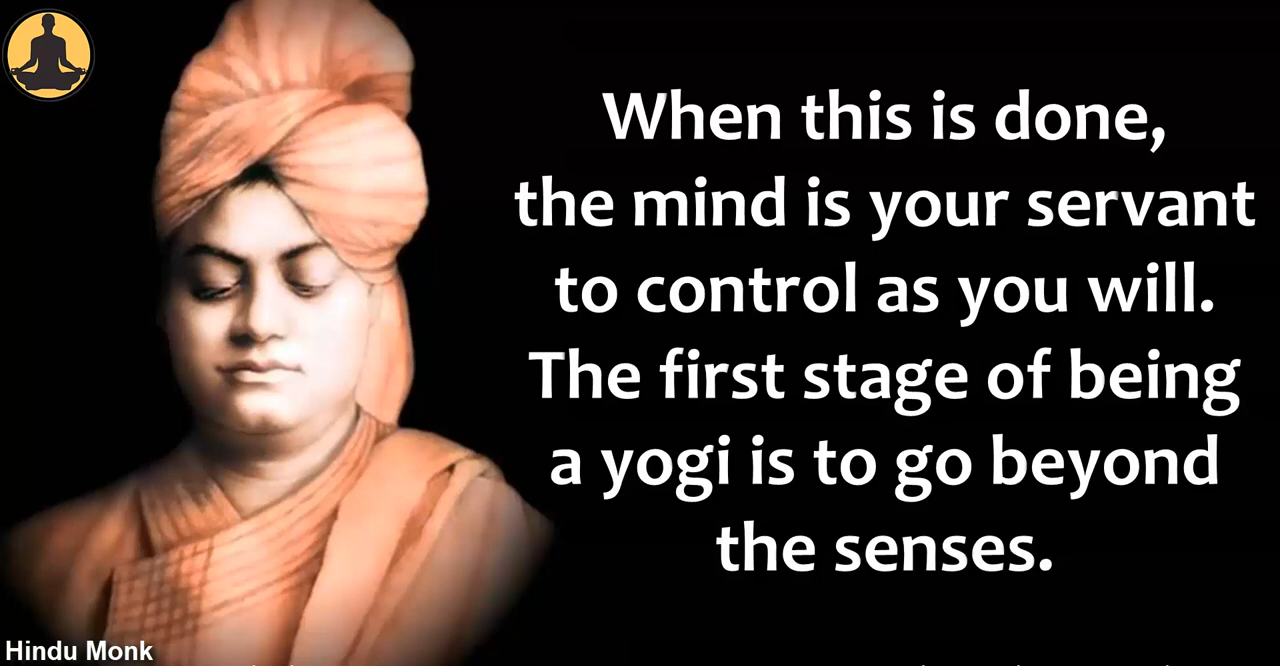 When this is done,
the mind is your servant
to control as you will.
The first stage of being
a yogi is to go beyond
the senses.
Hindu Monk